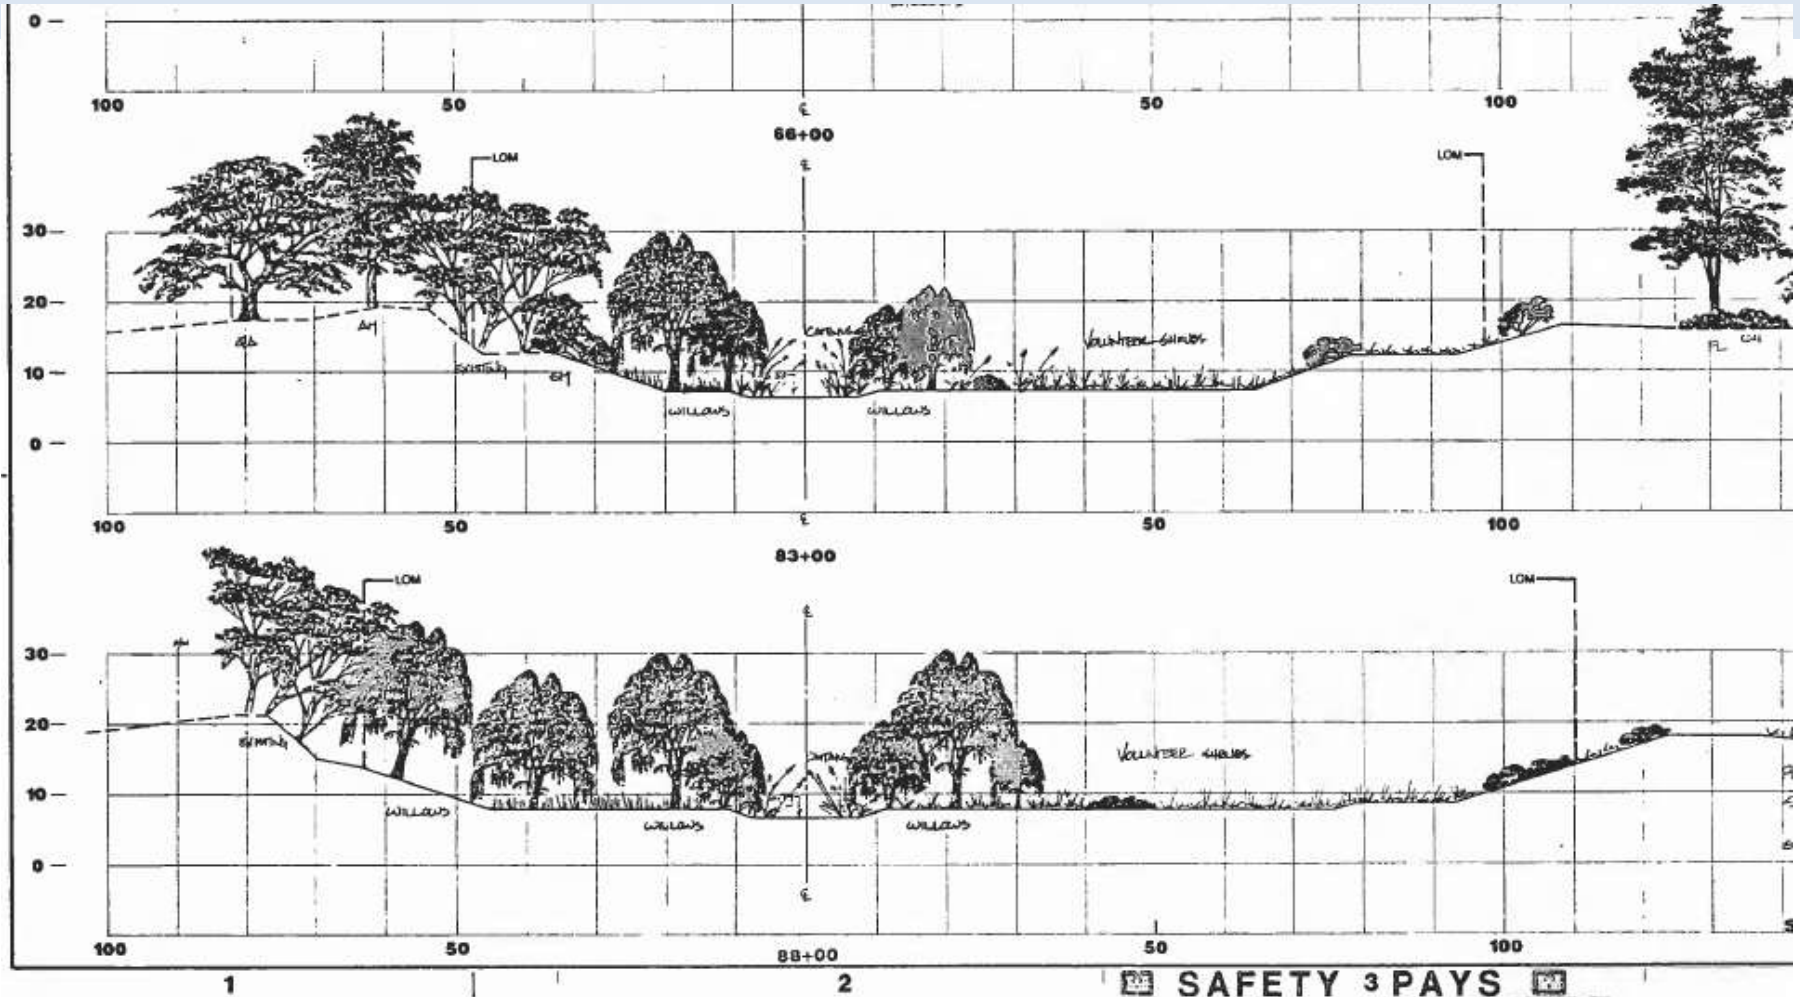 0
100 50 ℄ 50 100
66+00
℄
LOM LOM
30
20
AM
CATTAILS
VOLUNTEER SHRUBS
EXISTING
10
WILLOWS WILLOWS
PL
0
100 50 ℄ 50 100
83+00
LOM LOM
℄
30
20
EXISTING
CATTAILS
VOLUNTEER SHRUBS
10
WILLOWS
WILLOWS WILLOWS
0
℄
100 50 50 100
88+00
1 2 SAFETY 3 PAYS